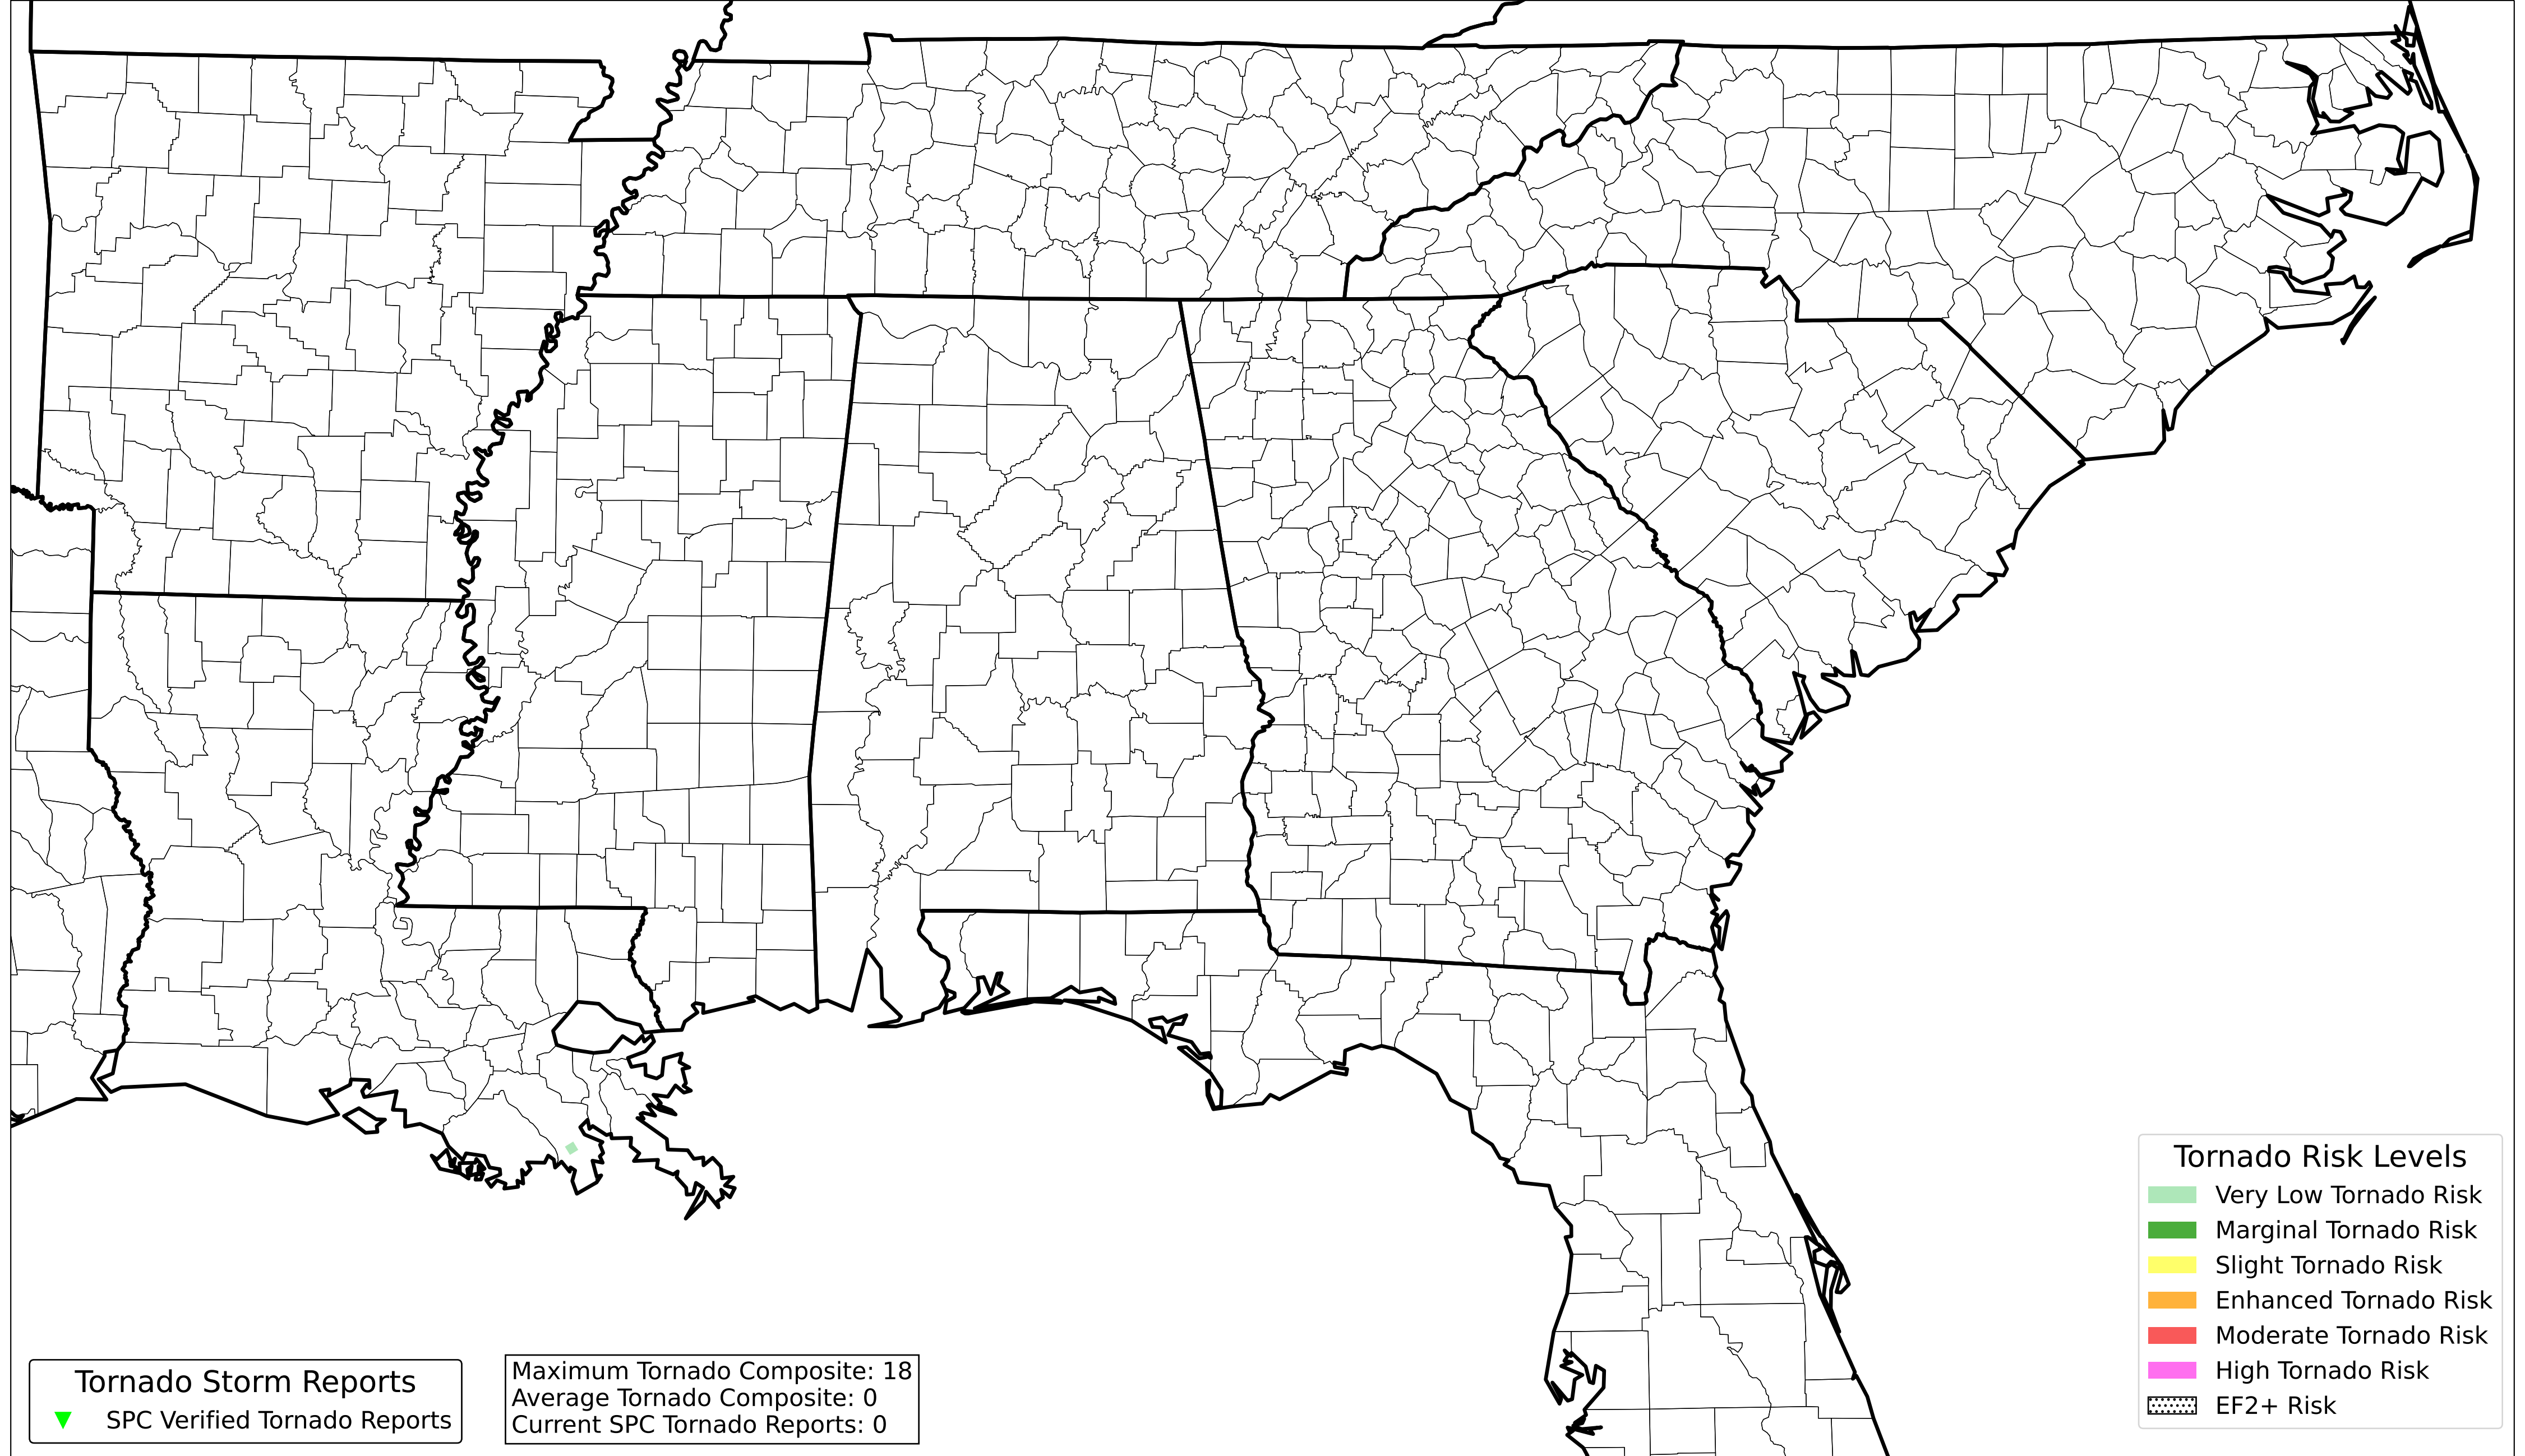 Tornado Storm Reports
SPC Verified Tornado Reports
Maximum Tornado Composite: 18
Average Tornado Composite: 0
Current SPC Tornado Reports: 0
Tornado Risk Levels
Very Low Tornado Risk
Marginal Tornado Risk
Slight Tornado Risk
Enhanced Tornado Risk
Moderate Tornado Risk
High Tornado Risk
EF2+ Risk